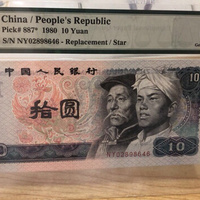 China / People's Republic
Pick# 887* 1980 10 Yuan
S/N NY02898646 - Replacement / Star
中国人民银行
拾圆
NY02898646
10